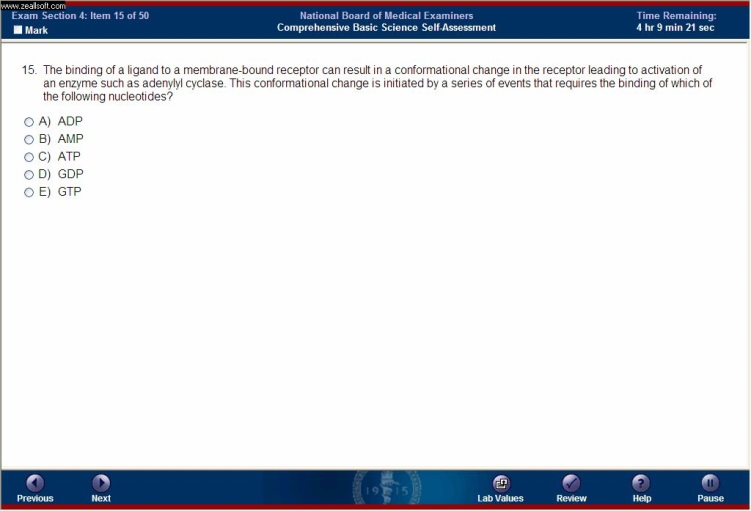 www.zeallsoft.com
Exam Section 4: Item 15 of 50
National Board of Medical Examiners
Time Remaining:
Mark
Comprehensive Basic Science Self-Assessment
4 hr 9 min 21 sec
15. The binding of a ligand to a membrane-bound receptor can result in a conformational change in the receptor leading to activation of
an enzyme such as adenylyl cyclase. This conformational change is initiated by a series of events that requires the binding of which of
the following nucleotides?
A) ADP
B) AMP
C) ATP
D) GDP
E) GTP
1915
Previous
Next
Lab Values
Review
Help
Pause